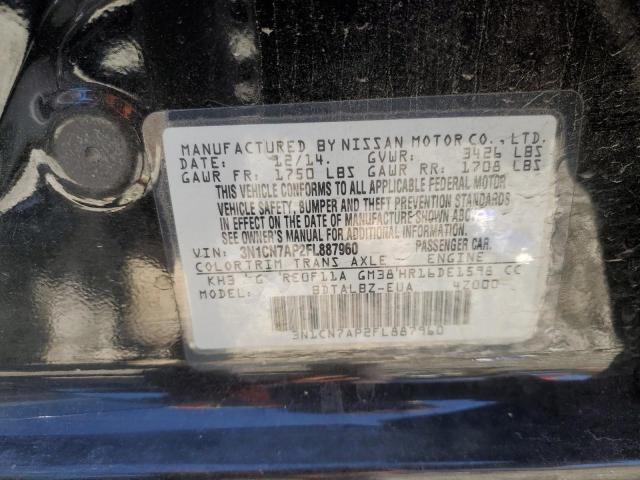 MANUFACTURED BY NISSAN MOTOR CO., LTD.
DATE: 12/14. GVWR: 3426 LBS
GAWR FR: 1750 LBS GAWR RR: 1708 LBS
THIS VEHICLE CONFORMS TO ALL APPLICABLE FEDERAL MOTOR
VEHICLE SAFETY, BUMPER AND THEFT PREVENTION STANDARDS
IN EFFECT ON THE DATE OF MANUFACTURE SHOWN ABOVE.
SEE OWNER'S MANUAL FOR ADDITIONAL INFORMATION.
VIN: 3N1CN7AP2FL887960 PASSENGER CAR.
COLOR TRIM TRANS AXLE ENGINE
KH3 G RE0F11A GM38 HR16DE1598 CC
MODEL: BDTALBZ-EUA 4Z000
3N1CN7AP2FL887960